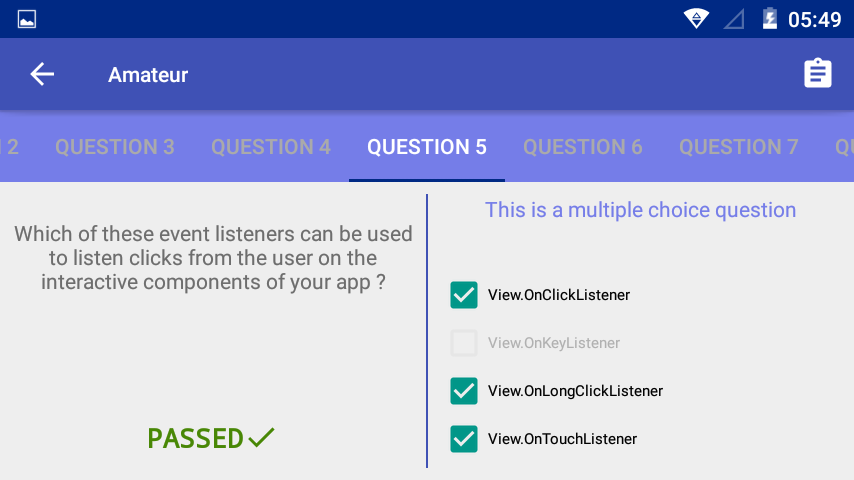 05:49
Amateur
2
QUESTION 3
QUESTION 4
QUESTION 5
QUESTION 6
QUESTION 7
QU
Which of these event listeners can be used
to listen clicks from the user on the
interactive components of your app ?
PASSED
This is a multiple choice question
View.OnClickListener
View.OnKeyListener
View.OnLongClickListener
View.OnTouchListener